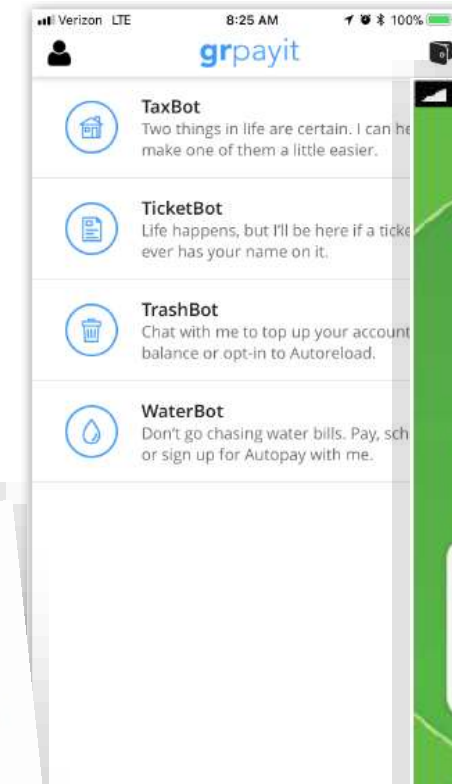 Verizon LTE 8:25 AM 100%
grpayit
TaxBot
Two things in life are certain. I can
make one of them a little easier.
TicketBot
Life happens, but I'll be here if a
ever has your name on it.
TrashBot
Chat with me to top up your account
balance or opt-in to Autoreload.
WaterBot
Don't go chasing water bills. Pay,
or sign up for Autopay with me.